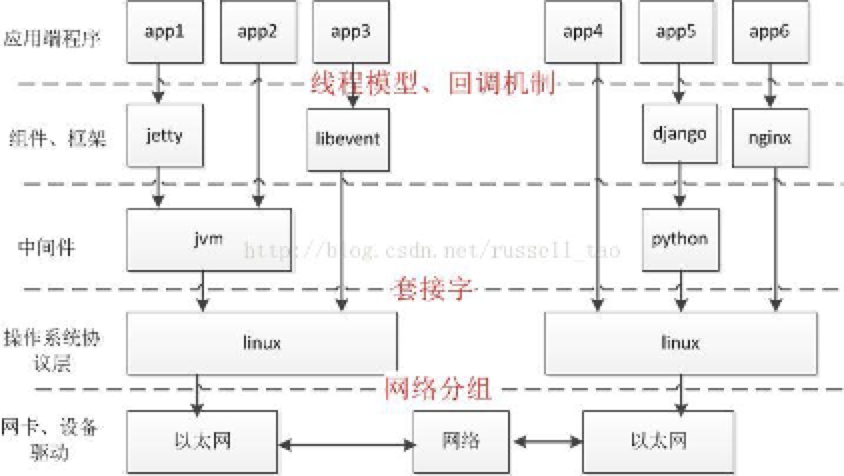 应用端程序 app1 app2 app3 app4 app5 app6
线程模型、回调机制
组件、框架 jetty libevent django nginx
中间件 jvm python
http://blog.csdn.net/russell_tao
套接字
操作系统协
议层 linux linux
网络分组
网卡、设备
驱动 以太网 网络 以太网